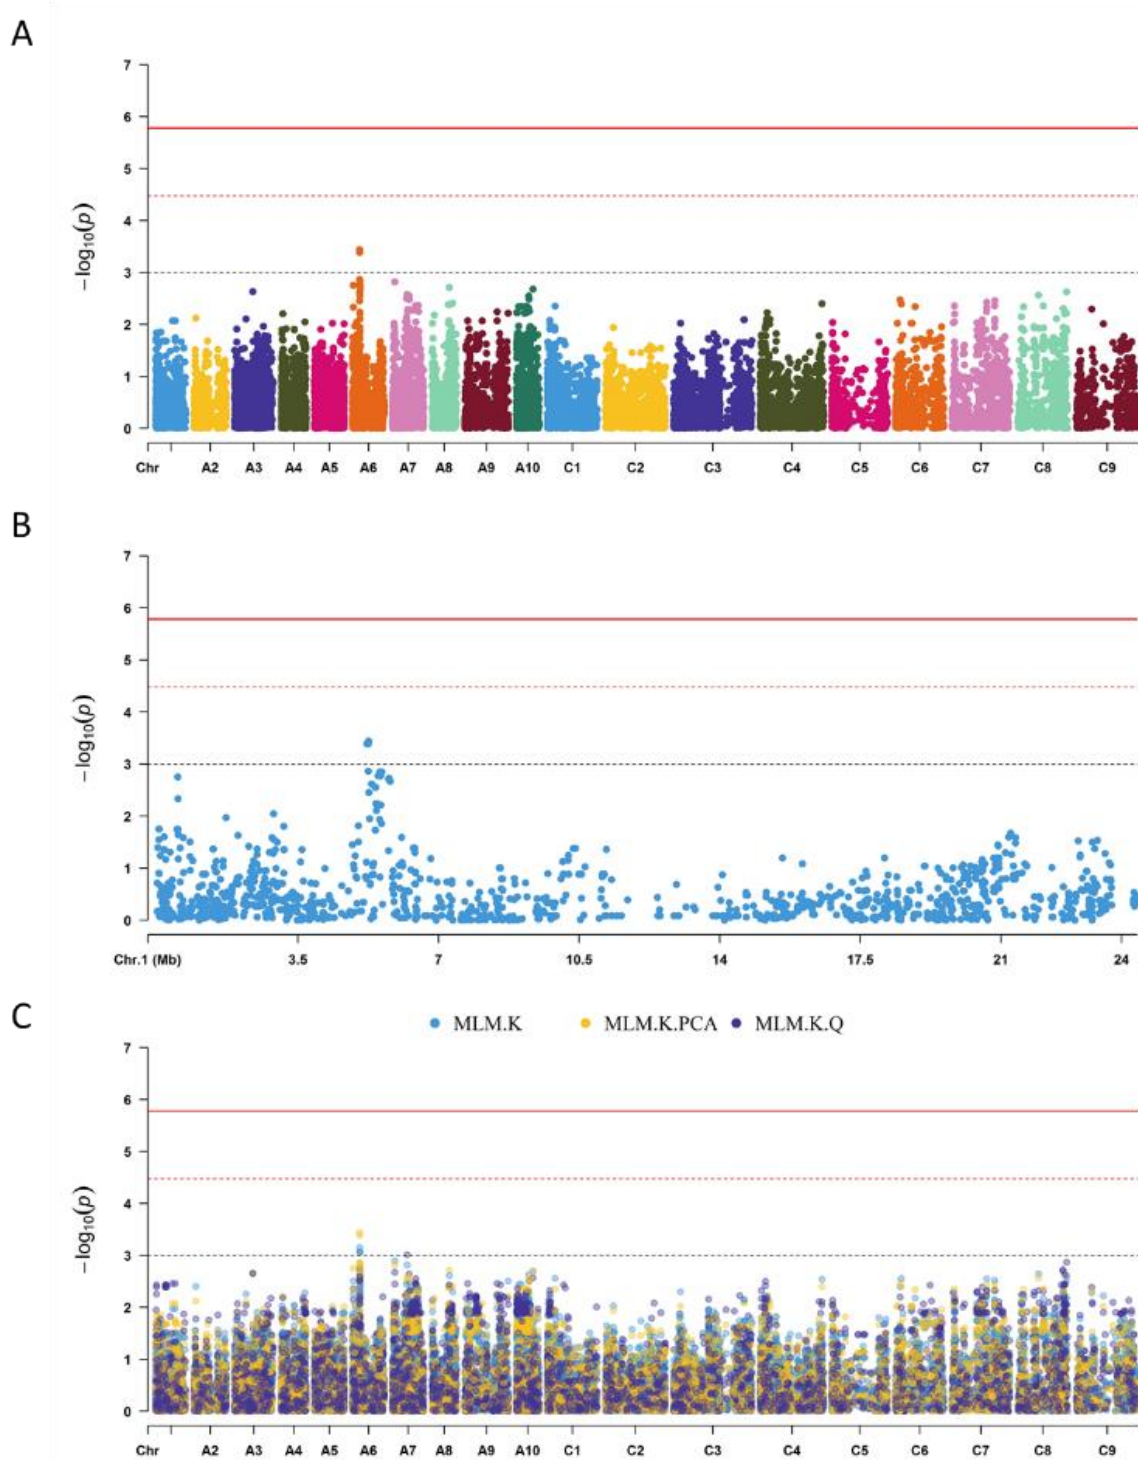 A
7
6
5
4
3
2
1
0
−log₁₀(p)
Chr A2 A3 A4 A5 A6 A7 A8 A9 A10 C1 C2 C3 C4 C5 C6 C7 C8 C9
B
7
6
5
4
3
2
1
0
−log₁₀(p)
Chr.1 (Mb) 3.5 7 10.5 14 17.5 21 24
C
MLM.K MLM.K.PCA MLM.K.Q
7
6
5
4
3
2
1
0
−log₁₀(p)
Chr A2 A3 A4 A5 A6 A7 A8 A9 A10 C1 C2 C3 C4 C5 C6 C7 C8 C9